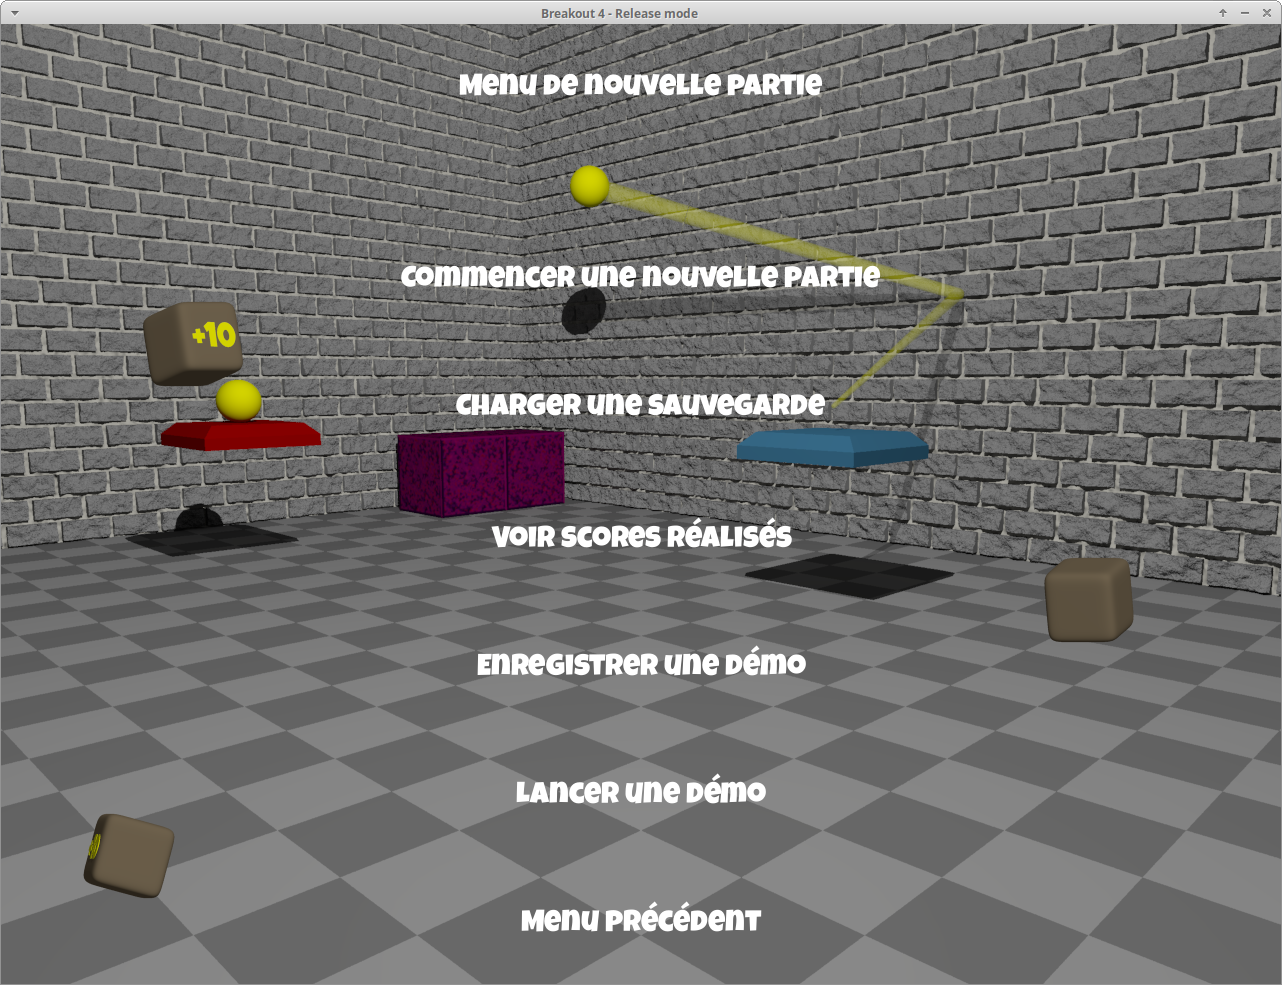 Breakout 4 - Release mode
Menu de nouvelle partie
Commencer une nouvelle partie
+10
Charger une sauvegarde
Voir scores réalisés
Enregistrer une démo
Lancer une démo
Menu précédent